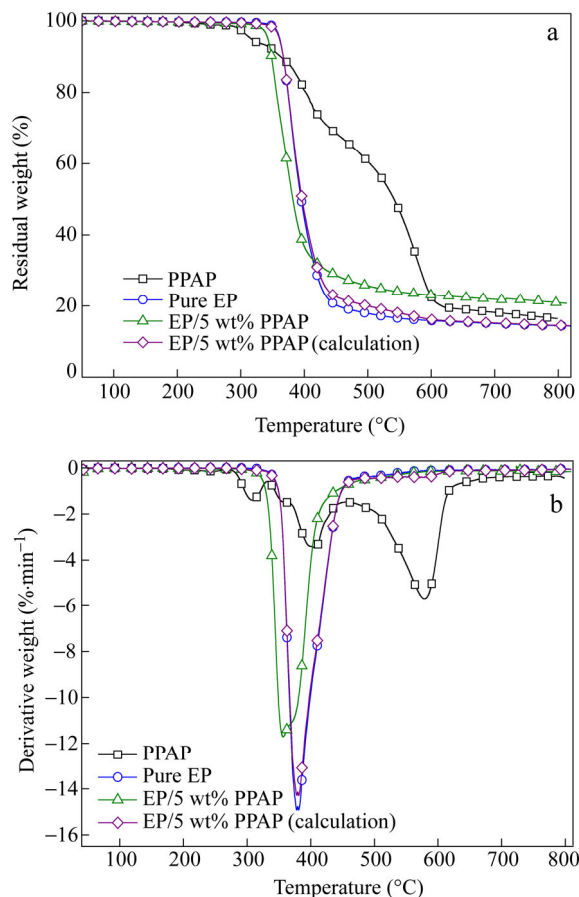 a
100
80
60
40
20
0
Residual weight (%)
PPAP
Pure EP
EP/5 wt% PPAP
EP/5 wt% PPAP (calculation)
100 200 300 400 500 600 700 800
Temperature (°C)
b
0
−2
−4
−6
−8
−10
−12
−14
−16
Derivative weight (%·min⁻¹)
PPAP
Pure EP
EP/5 wt% PPAP
EP/5 wt% PPAP (calculation)
100 200 300 400 500 600 700 800
Temperature (°C)